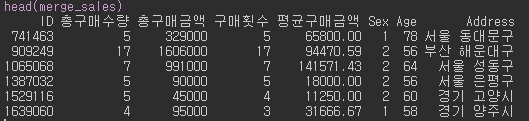 head(merge_sales)
ID 총구매수량 총구매금액 구매횟수 평균구매금액 Sex Age Address
741463 5 329000 5 65800.00 1 78 서울 동대문구
909249 17 1606000 17 94470.59 2 56 부산 해운대구
1065068 7 991000 7 141571.43 2 64 서울 성동구
1387032 5 90000 5 18000.00 2 56 서울 은평구
1529116 5 45000 4 11250.00 2 60 경기 고양시
1639060 4 95000 3 31666.67 1 58 경기 양주시